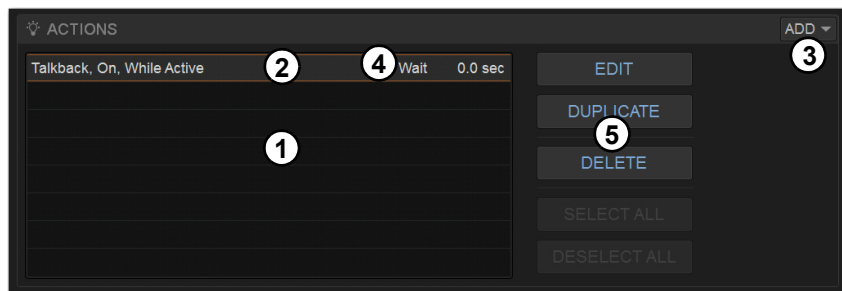 ACTIONS
ADD
3
Talkback, On, While Active 2 4 Wait 0.0 sec
1
EDIT
DUPLICATE
5
DELETE
SELECT ALL
DESELECT ALL